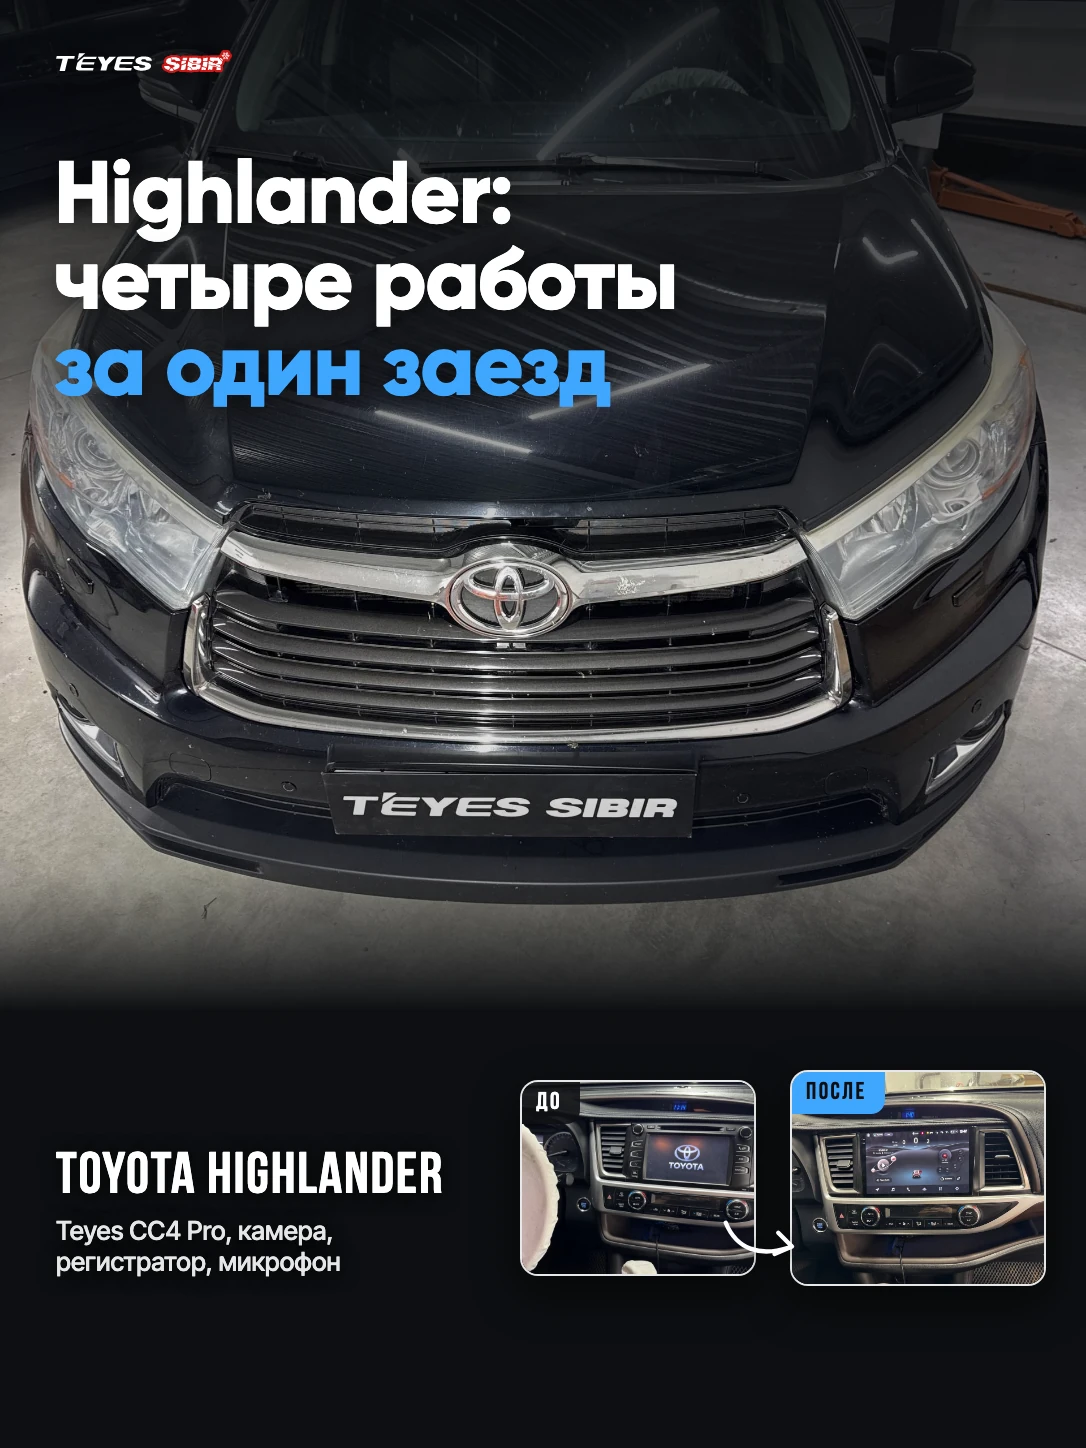 TEYES SIBIR
Highlander:
четыре работы
за один заезд
TEYES SIBIR
ДО
ПОСЛЕ
TOYOTA
TOYOTA HIGHLANDER
Teyes CC4 Pro, камера,
регистратор, микрофон